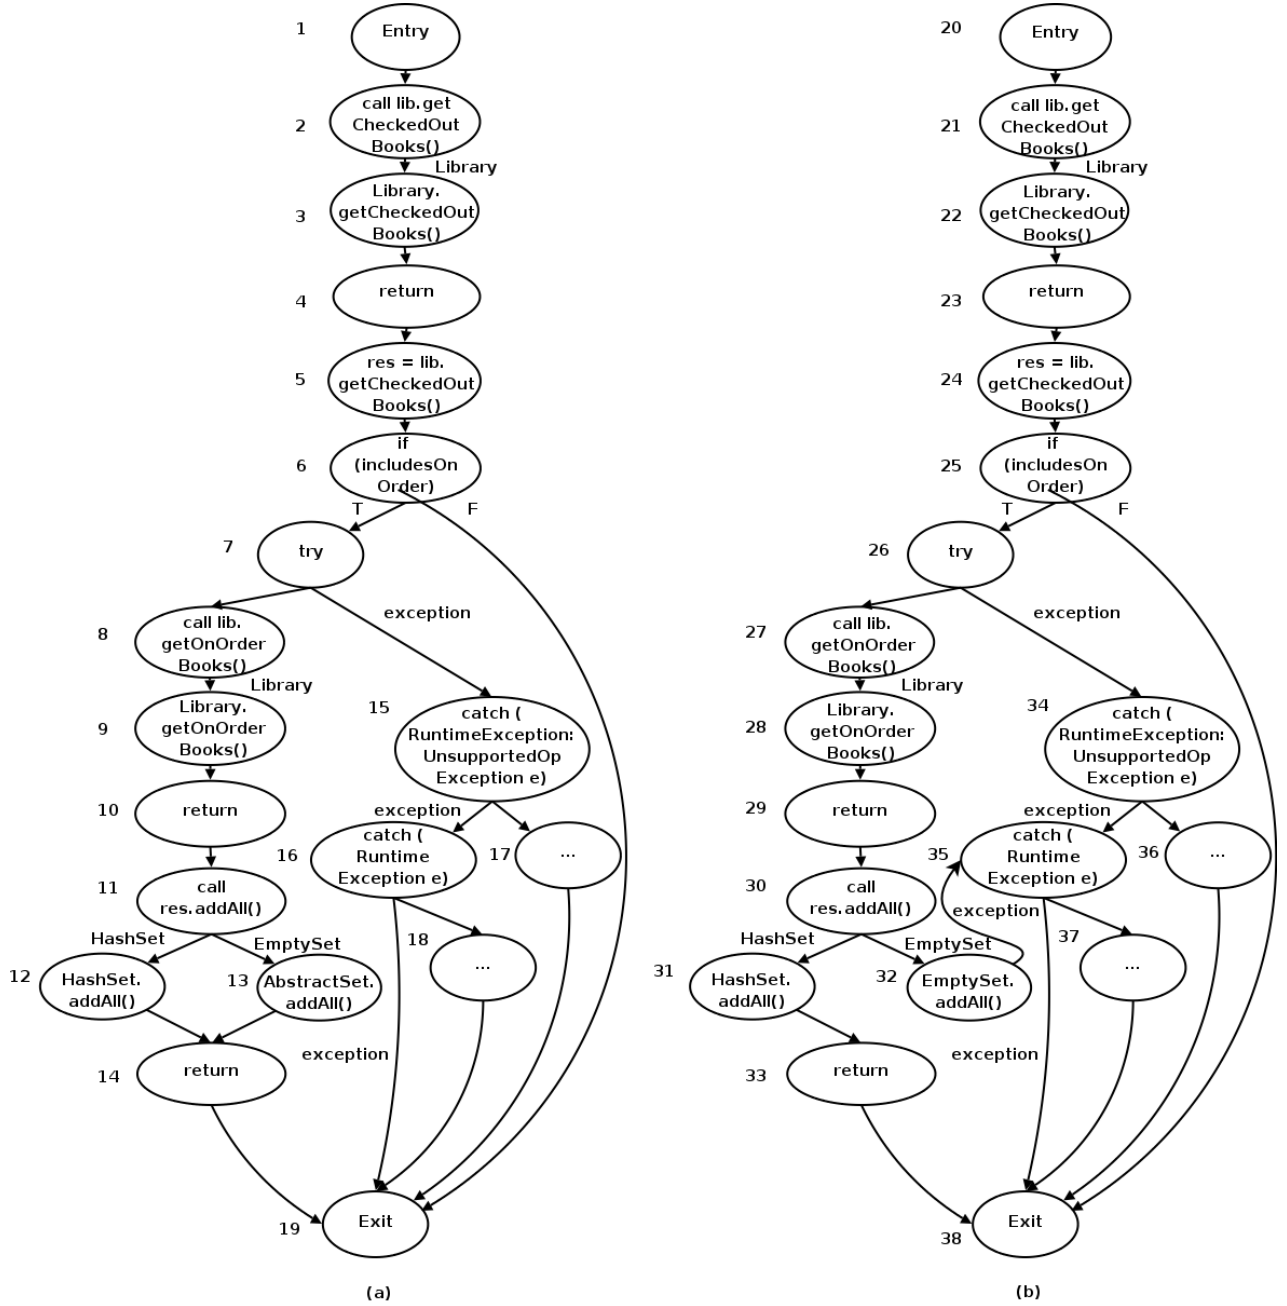 1
Entry
2
call lib.get
CheckedOut
Books()
Library
3
Library.
getCheckedOut
Books()
4
return
5
res = lib.
getCheckedOut
Books()
6
if
(includesOn
Order)
T
F
7
try
exception
8
call lib.
getOnOrder
Books()
Library
9
Library.
getOnOrder
Books()
15
catch (
RuntimeException:
UnsupportedOp
Exception e)
10
return
exception
16
catch (
Runtime
Exception e)
17
...
11
call
res.addAll()
HashSet
EmptySet
12
HashSet.
addAll()
13
AbstractSet.
addAll()
18
...
14
return
exception
19
Exit
(a)
20
Entry
21
call lib.get
CheckedOut
Books()
Library
22
Library.
getCheckedOut
Books()
23
return
24
res = lib.
getCheckedOut
Books()
25
if
(includesOn
Order)
T
F
26
try
exception
27
call lib.
getOnOrder
Books()
Library
28
Library.
getOnOrder
Books()
34
catch (
RuntimeException:
UnsupportedOp
Exception e)
29
return
exception
35
catch (
Runtime
Exception e)
36
...
30
call
res.addAll()
exception
HashSet
EmptySet
31
HashSet.
addAll()
32
EmptySet.
addAll()
37
...
33
return
exception
38
Exit
(b)